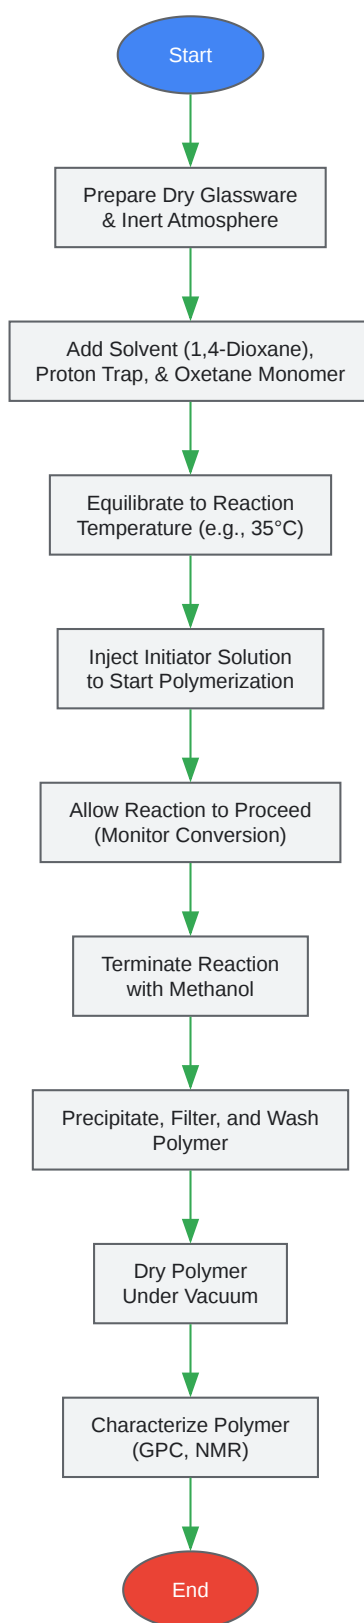 Start
Prepare Dry Glassware
& Inert Atmosphere
Add Solvent (1,4-Dioxane),
Proton Trap, & Oxetane Monomer
Equilibrate to Reaction
Temperature (e.g., 35°C)
Inject Initiator Solution
to Start Polymerization
Allow Reaction to Proceed
(Monitor Conversion)
Terminate Reaction
with Methanol
Precipitate, Filter, and Wash
Polymer
Dry Polymer
Under Vacuum
Characterize Polymer
(GPC, NMR)
End